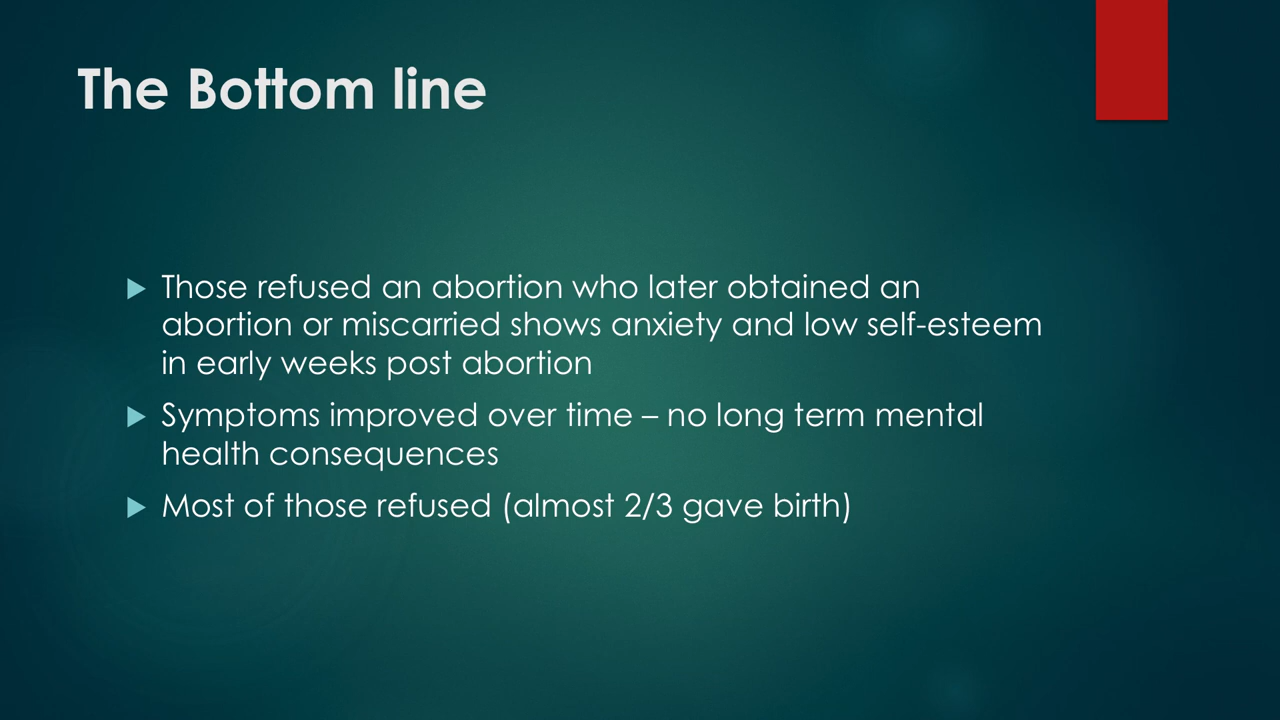 The Bottom line
Those refused an abortion who later obtained an
abortion or miscarried shows anxiety and low self-esteem
in early weeks post abortion
Symptoms improved over time – no long term mental
health consequences
Most of those refused (almost 2/3 gave birth)